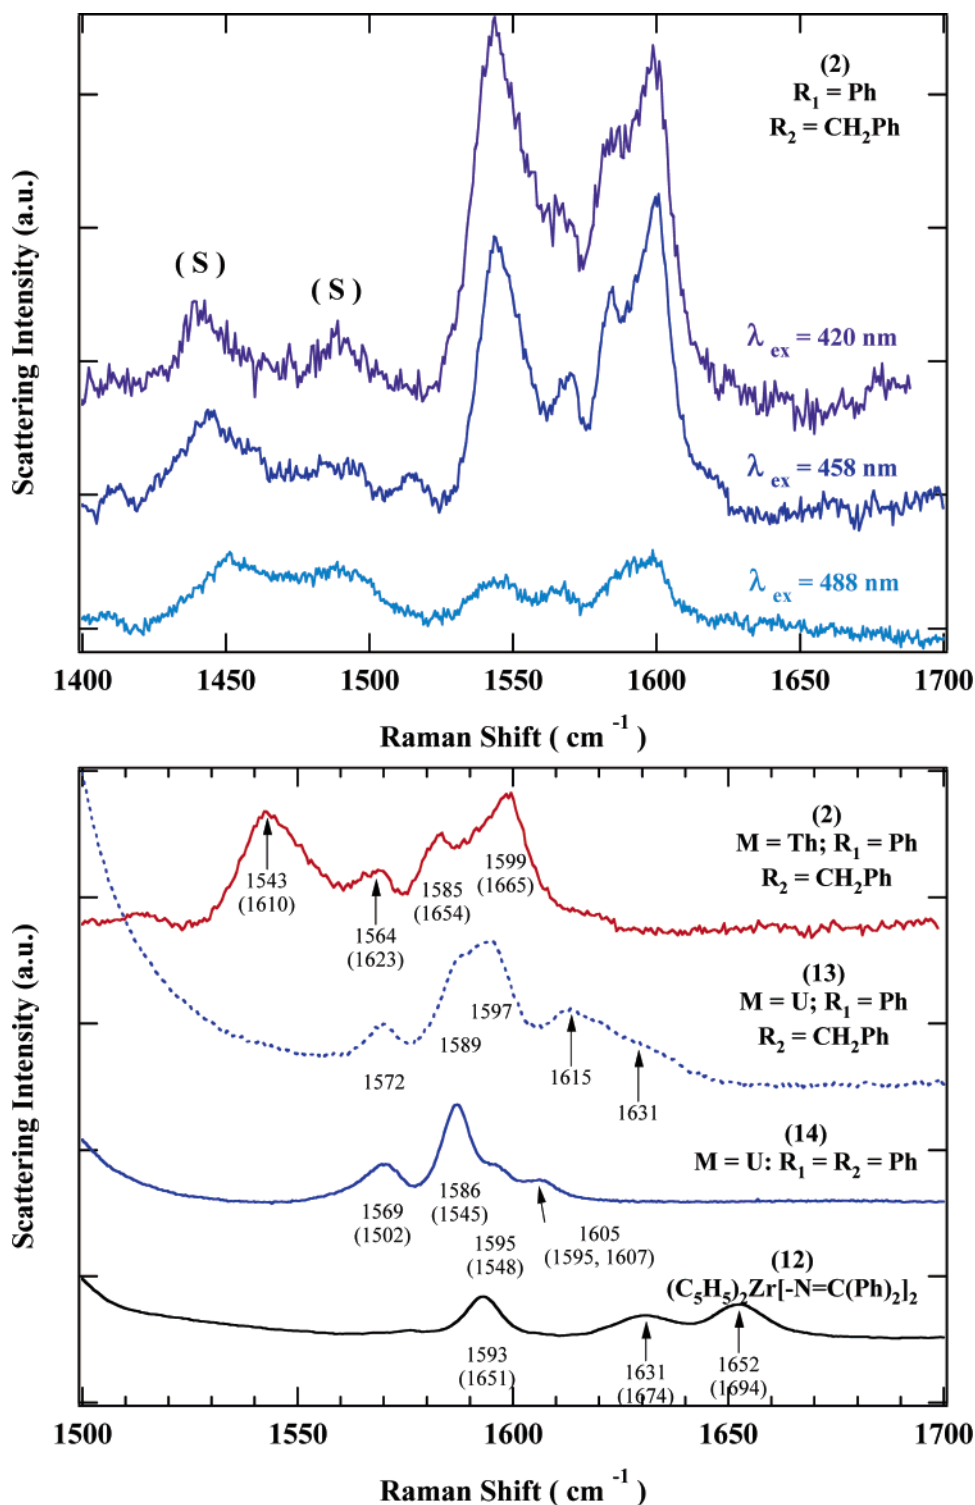 (2)
R1 = Ph
R2 = CH2Ph
( S )
( S )
λ ex = 420 nm
λ ex = 458 nm
λ ex = 488 nm
Scattering Intensity (a.u.)
1400 1450 1500 1550 1600 1650 1700
Raman Shift ( cm -1 )
(2)
M = Th; R1 = Ph
R2 = CH2Ph
1543
(1610)
1564
(1623)
1585
(1654)
1599
(1665)
(13)
M = U; R1 = Ph
R2 = CH2Ph
1572
1589
1597
1615
1631
(14)
M = U: R1 = R2 = Ph
1569
(1502)
1586
(1545)
1595
(1548)
1605
(1595, 1607)
(12)
(C5H5)2Zr[-N=C(Ph)2]2
1593
(1651)
1631
(1674)
1652
(1694)
Scattering Intensity (a.u.)
1500 1550 1600 1650 1700
Raman Shift ( cm -1 )